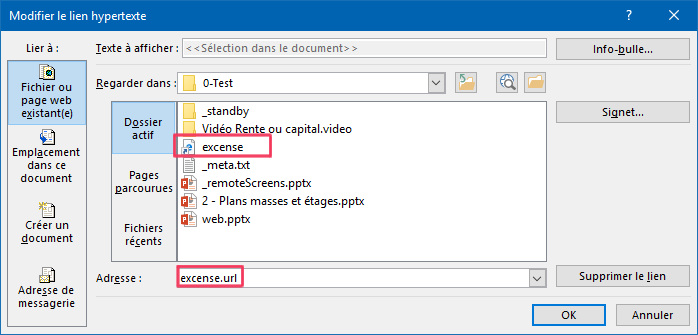 Modifier le lien hypertexte
? ×
Lier à :
Texte à afficher :
<<Sélection dans le document>>
Info-bulle...
Fichier ou
page web
existant(e)
Regarder dans :
0-Test
Dossier
actif
_standby
Vidéo Rente ou capital.video
excense
_meta.txt
_remoteScreens.pptx
2 - Plans masses et étages.pptx
web.pptx
Signet...
Emplacement
dans ce
document
Pages
parcourues
Créer un
document
Fichiers
récents
Adresse de
messagerie
Adresse :
excense.url
Supprimer le lien
OK
Annuler